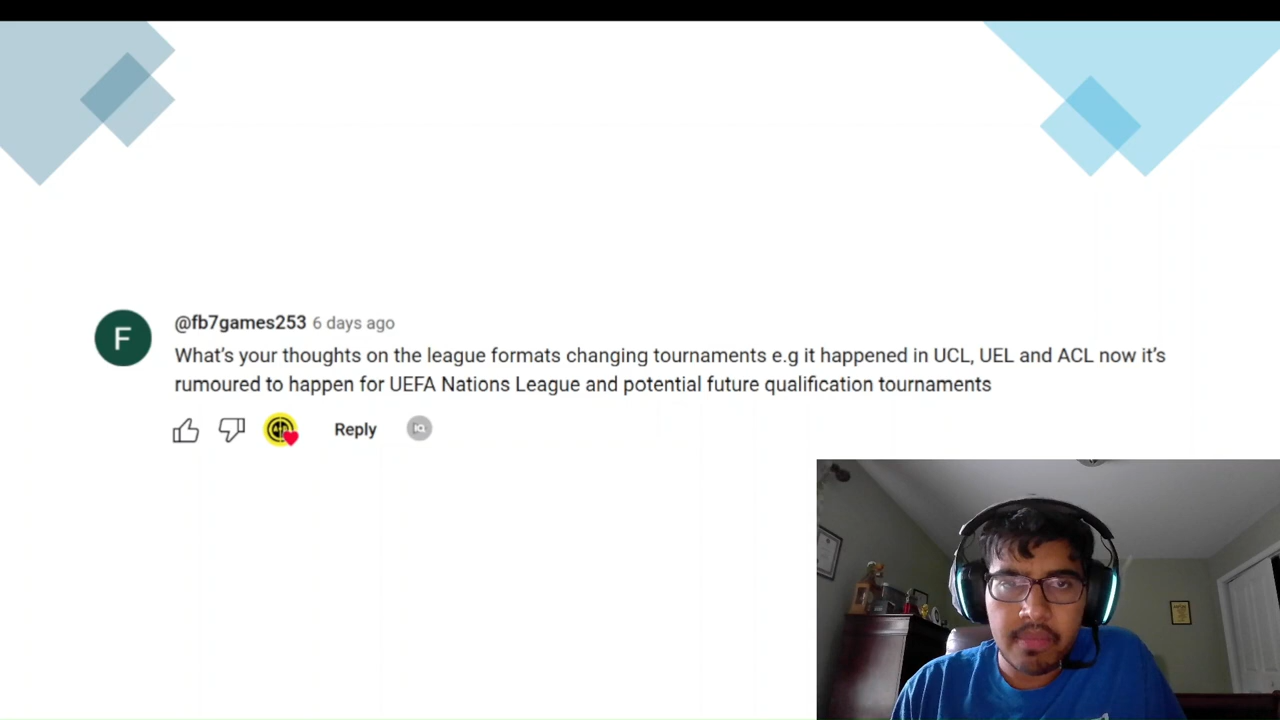 F
@fb7games253 6 days ago
What's your thoughts on the league formats changing tournaments e.g it happened in UCL, UEL and ACL now it's
rumoured to happen for UEFA Nations League and potential future qualification tournaments
Reply
IQ